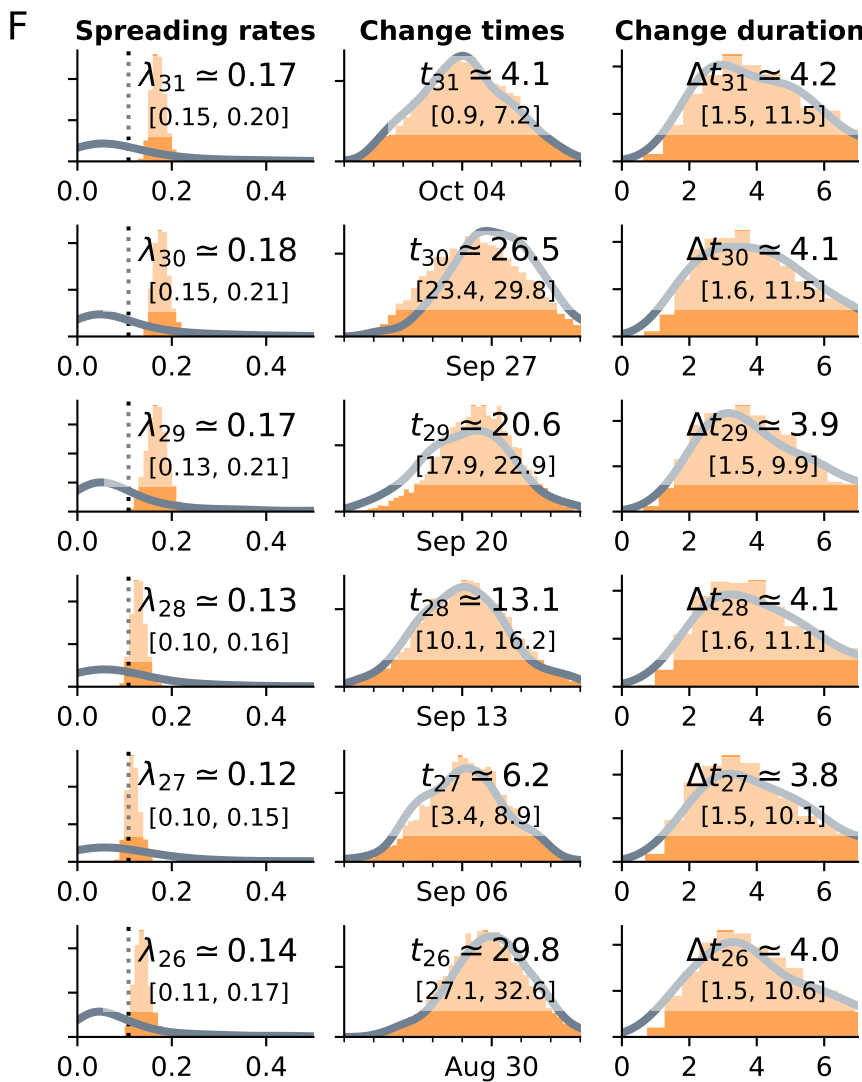 F
Spreading rates Change times Change duration
λ31 ≃ 0.17 t31 ≃ 4.1 Δt31 ≃ 4.2
[0.15, 0.20] [0.9, 7.2] [1.5, 11.5]
0.0 0.2 0.4 Oct 04 0 2 4 6
λ30 ≃ 0.18 t30 ≃ 26.5 Δt30 ≃ 4.1
[0.15, 0.21] [23.4, 29.8] [1.6, 11.5]
0.0 0.2 0.4 Sep 27 0 2 4 6
λ29 ≃ 0.17 t29 ≃ 20.6 Δt29 ≃ 3.9
[0.13, 0.21] [17.9, 22.9] [1.5, 9.9]
0.0 0.2 0.4 Sep 20 0 2 4 6
λ28 ≃ 0.13 t28 ≃ 13.1 Δt28 ≃ 4.1
[0.10, 0.16] [10.1, 16.2] [1.6, 11.1]
0.0 0.2 0.4 Sep 13 0 2 4 6
λ27 ≃ 0.12 t27 ≃ 6.2 Δt27 ≃ 3.8
[0.10, 0.15] [3.4, 8.9] [1.5, 10.1]
0.0 0.2 0.4 Sep 06 0 2 4 6
λ26 ≃ 0.14 t26 ≃ 29.8 Δt26 ≃ 4.0
[0.11, 0.17] [27.1, 32.6] [1.5, 10.6]
0.0 0.2 0.4 Aug 30 0 2 4 6